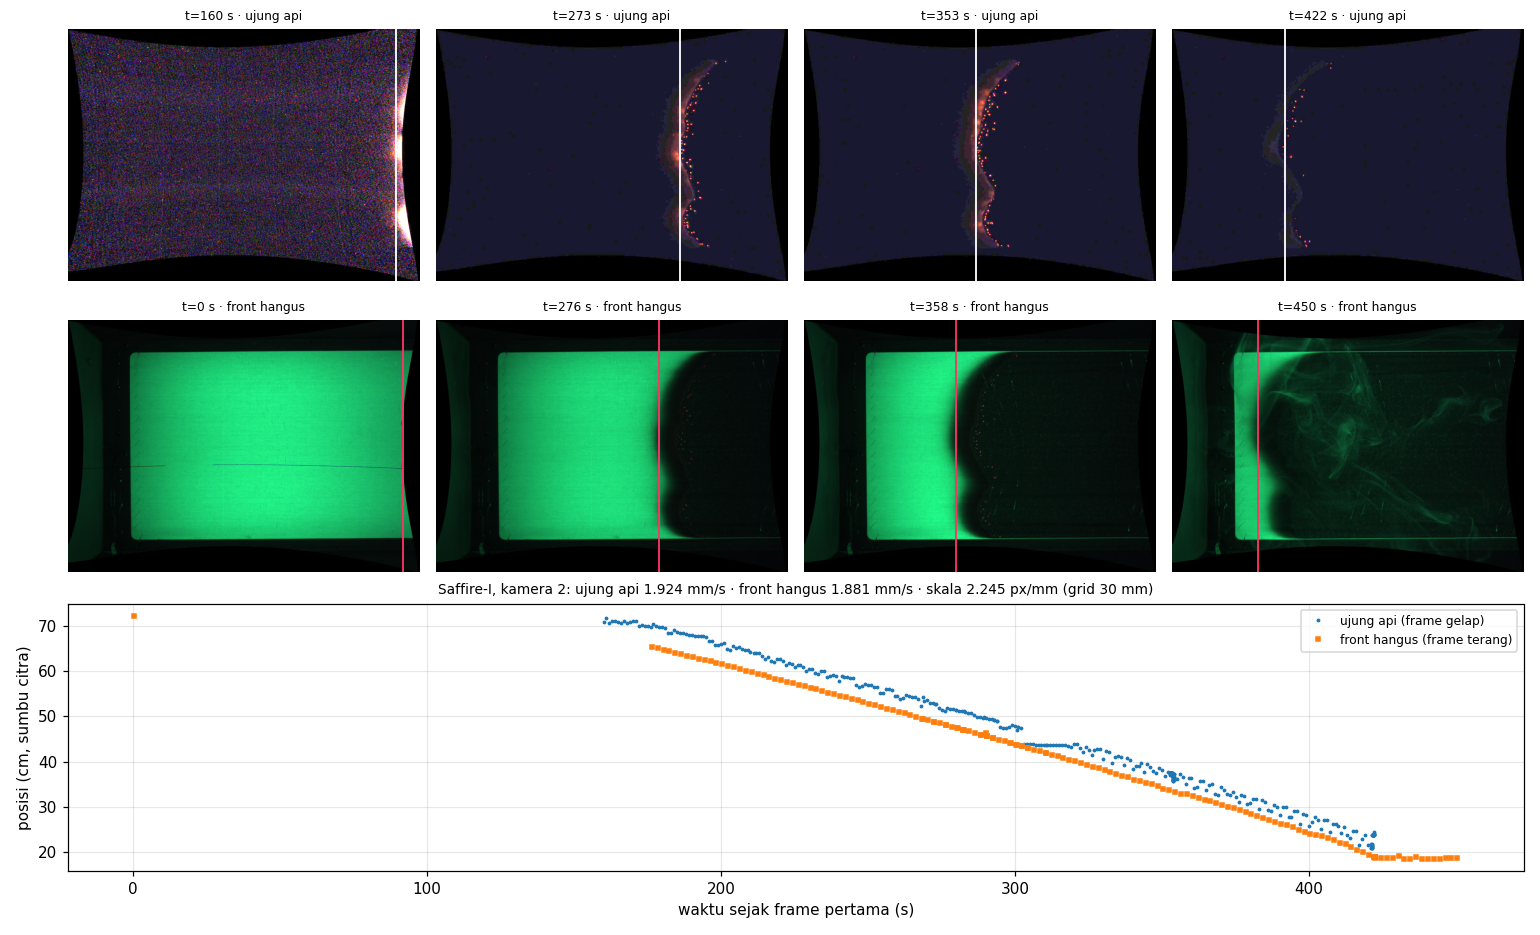 t=160 s · ujung api
t=273 s · ujung api
t=353 s · ujung api
t=422 s · ujung api
t=0 s · front hangus
t=276 s · front hangus
t=358 s · front hangus
t=450 s · front hangus
Saffire-I, kamera 2: ujung api 1.924 mm/s · front hangus 1.881 mm/s · skala 2.245 px/mm (grid 30 mm)
ujung api (frame gelap)
front hangus (frame terang)
posisi (cm, sumbu citra)
70
60
50
40
30
20
0
100
200
300
400
waktu sejak frame pertama (s)